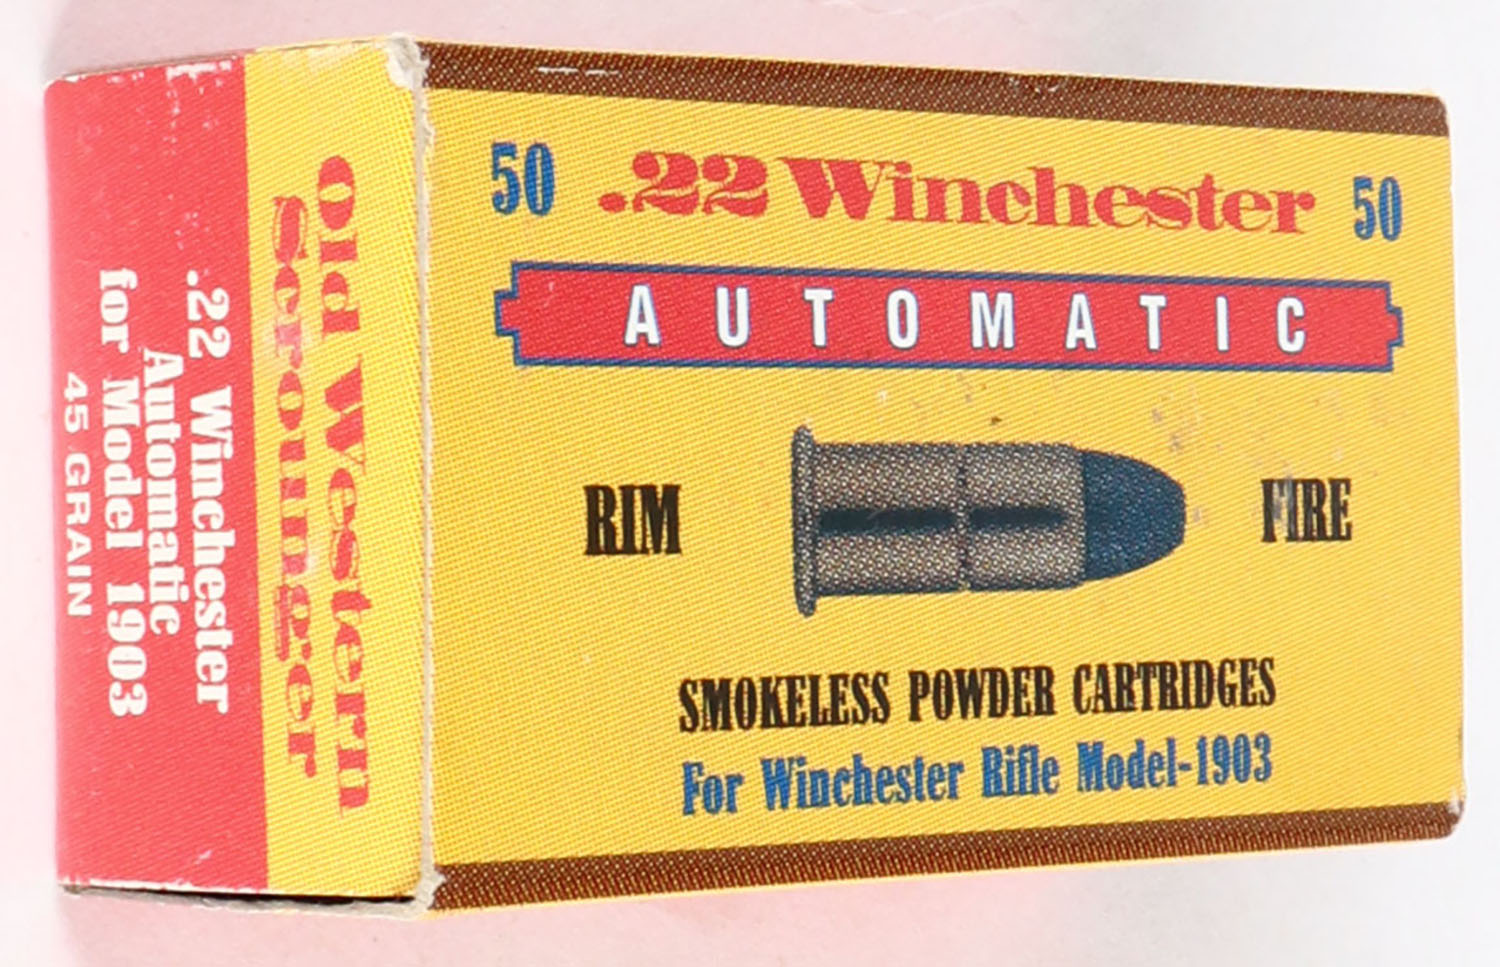 50 .22 Winchester 50
AUTOMATIC
RIM FIRE
SMOKELESS POWDER CARTRIDGES
For Winchester Rifle Model-1903
Old Western
Scrounger
.22 Winchester
Automatic
for Model 1903
45 GRAIN